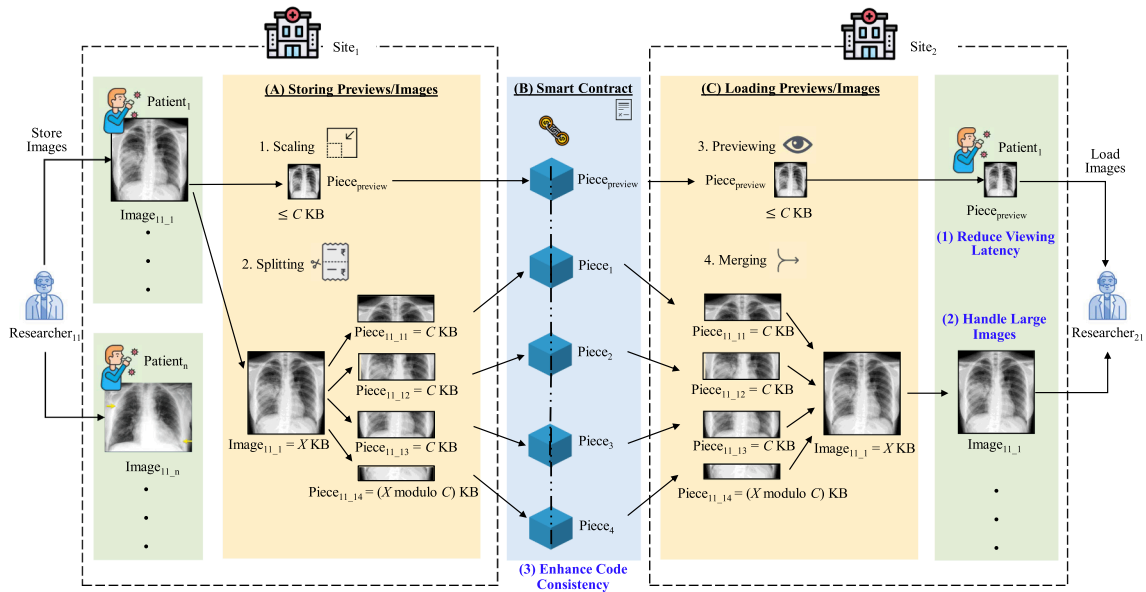 Site1
Site2
Store
Images
Researcher11
Patient1
Image11_1
Patientn
Image11_n
(A) Storing Previews/Images
1. Scaling
Piecepreview
≤ C KB
2. Splitting
Image11_1 = X KB
Piece11_11 = C KB
Piece11_12 = C KB
Piece11_13 = C KB
Piece11_14 = (X modulo C) KB
(B) Smart Contract
Piecepreview
Piece1
Piece2
Piece3
Piece4
(3) Enhance Code
Consistency
(C) Loading Previews/Images
3. Previewing
Piecepreview
≤ C KB
4. Merging
Piece11_11 = C KB
Piece11_12 = C KB
Piece11_13 = C KB
Piece11_14 = (X modulo C) KB
Image11_1 = X KB
Patient1
Piecepreview
(1) Reduce Viewing
Latency
(2) Handle Large
Images
Image11_1
Load
Images
Researcher21